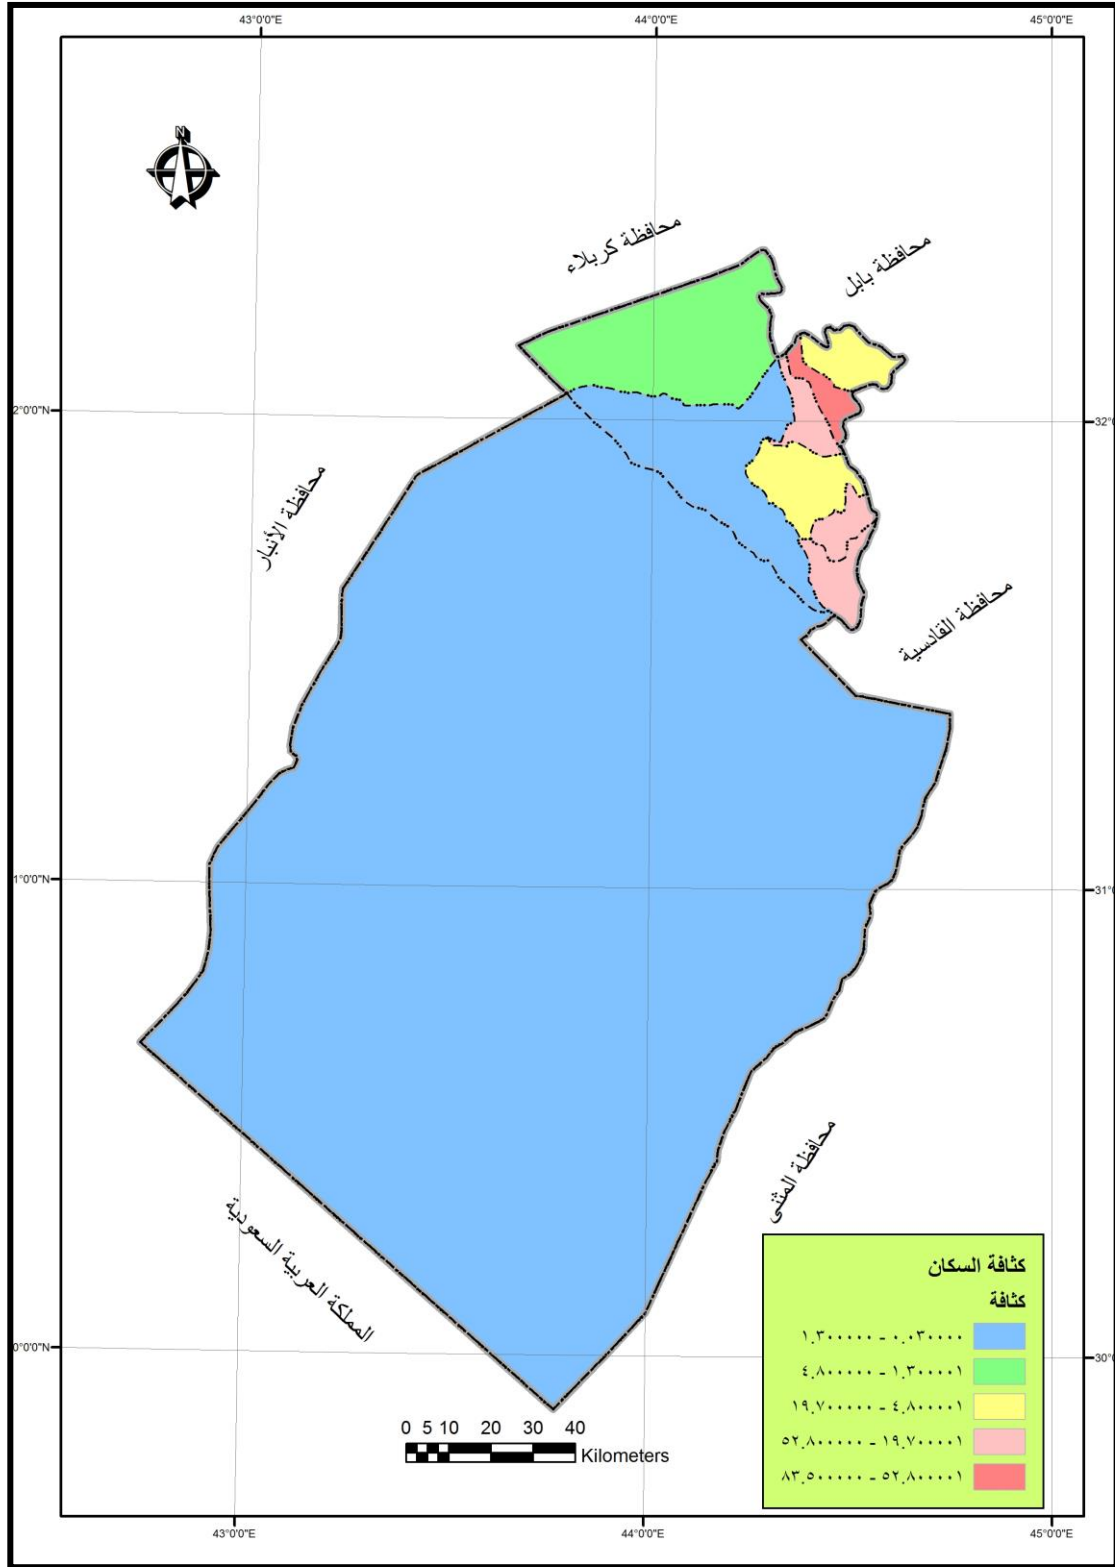 43°0'0"E 44°0'0"E 45°0'0"E
N
محافظة كربلاء
محافظة بابل
2°0'0"N
32°
محافظة الأنبار
محافظة القادسية
1°0'0"N
31°
محافظة المثنى
المملكة العربية السعودية
0°0'0"N
30°
كثافة السكان
كثافة
٠.٠٣٠٠٠٠ - ١.٣٠٠٠٠٠
١.٣٠٠٠٠١ - ٤.٨٠٠٠٠٠
٤.٨٠٠٠٠١ - ١٩.٧٠٠٠٠٠
١٩.٧٠٠٠٠١ - ٥٢.٨٠٠٠٠٠
٥٢.٨٠٠٠٠١ - ٨٣.٥٠٠٠٠٠
0 5 10 20 30 40
Kilometers
43°0'0"E 44°0'0"E 45°0'0"E